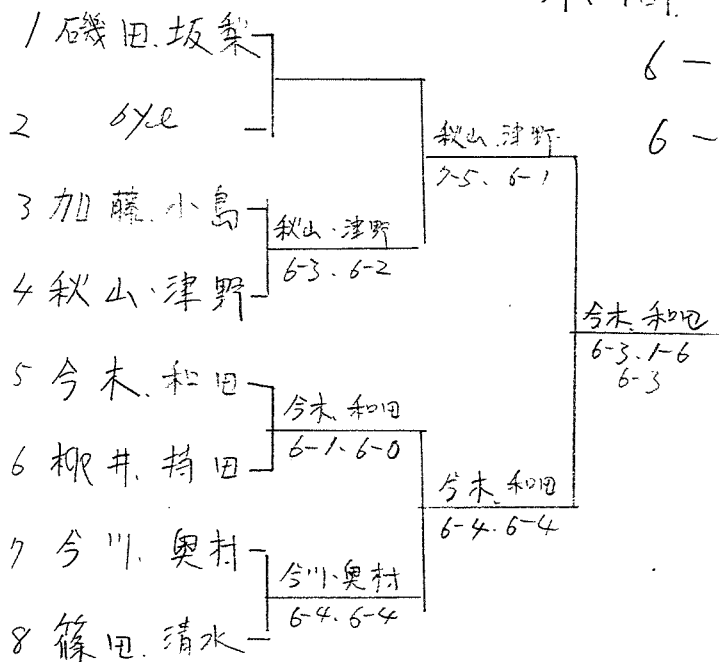 1 磯田.坂梨
2 bye
3 加藤.小島
4 秋山・津野
5 今木.和田
6 柳井.持田
7 今川.奥村
8 篠田.清水
秋山・津野
6-3.6-2
今木.和田
6-1.6-0
今川・奥村
6-4.6-4
秋山.津野
7-5.6-1
今木.和田
6-4.6-4
今木.和田
6-3.1-6
6-3
6-
6-